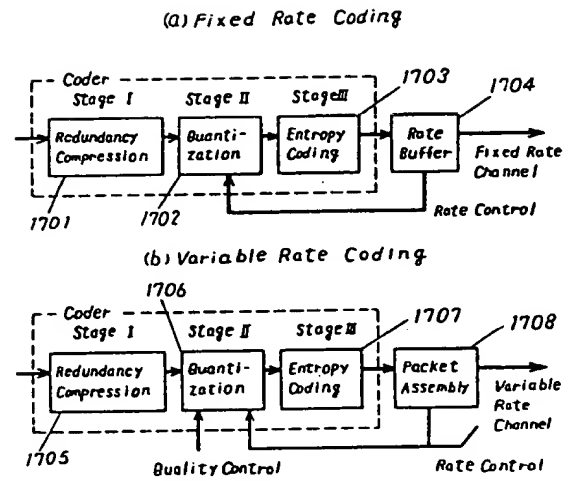 (a) Fixed Rate Coding
Coder
Stage I
Stage II
Stage III
1703
1704
Redundancy
Compression
Quanti-
zation
Entropy
Coding
Rate
Buffer
Fixed Rate
Channel
1701
1702
Rate Control
(b) Variable Rate Coding
1706
Coder
Stage I
Stage II
Stage III
1707
1708
Redundancy
Compression
Quanti-
zation
Entropy
Coding
Packet
Assembly
Variable
Rate
Channel
1705
Quality Control
Rate Control